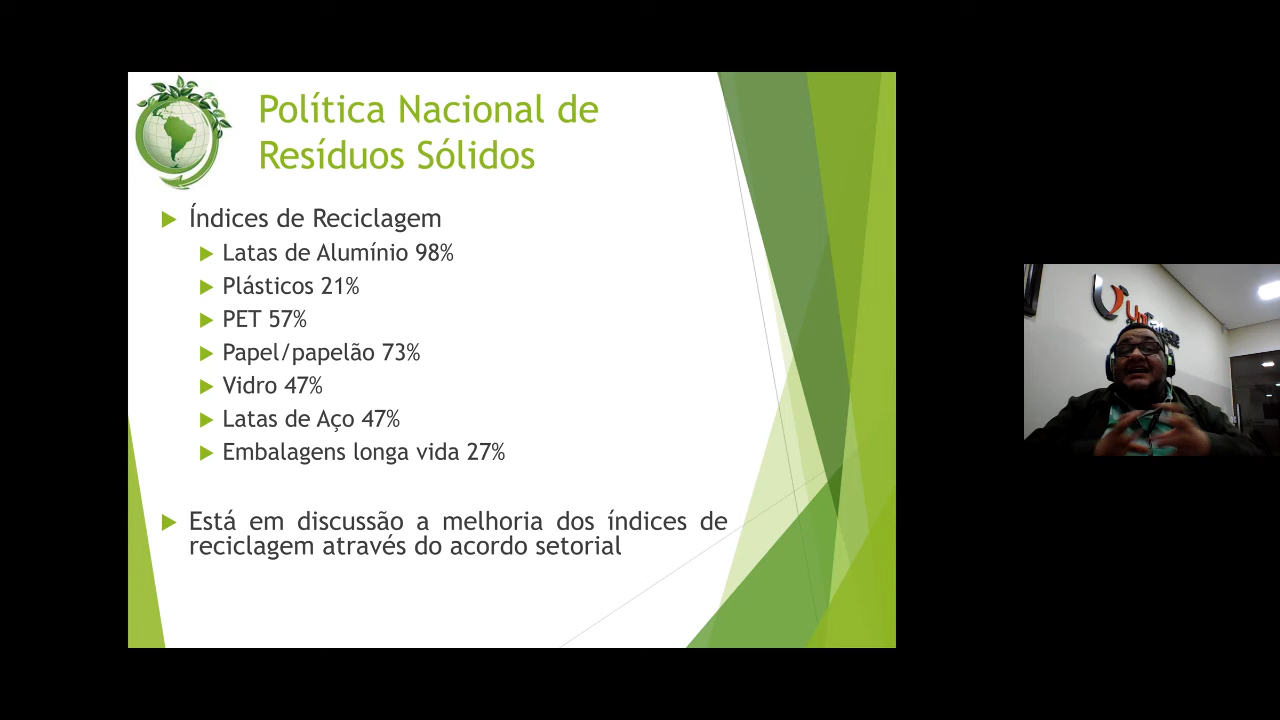 Política Nacional de
Resíduos Sólidos
Índices de Reciclagem
Latas de Alumínio 98%
Plásticos 21%
PET 57%
Papel/papelão 73%
Vidro 47%
Latas de Aço 47%
Embalagens longa vida 27%
Está em discussão a melhoria dos índices de
reciclagem através do acordo setorial